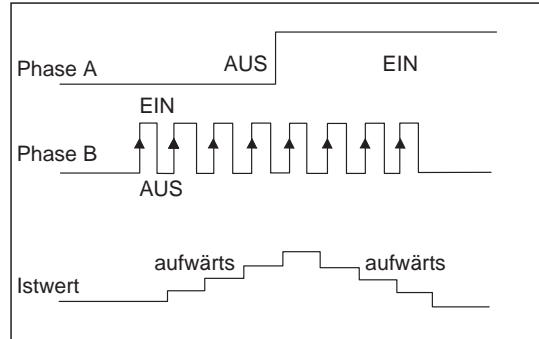 Phase A
AUS
EIN
EIN
Phase B
AUS
aufwärts
aufwärts
Istwert